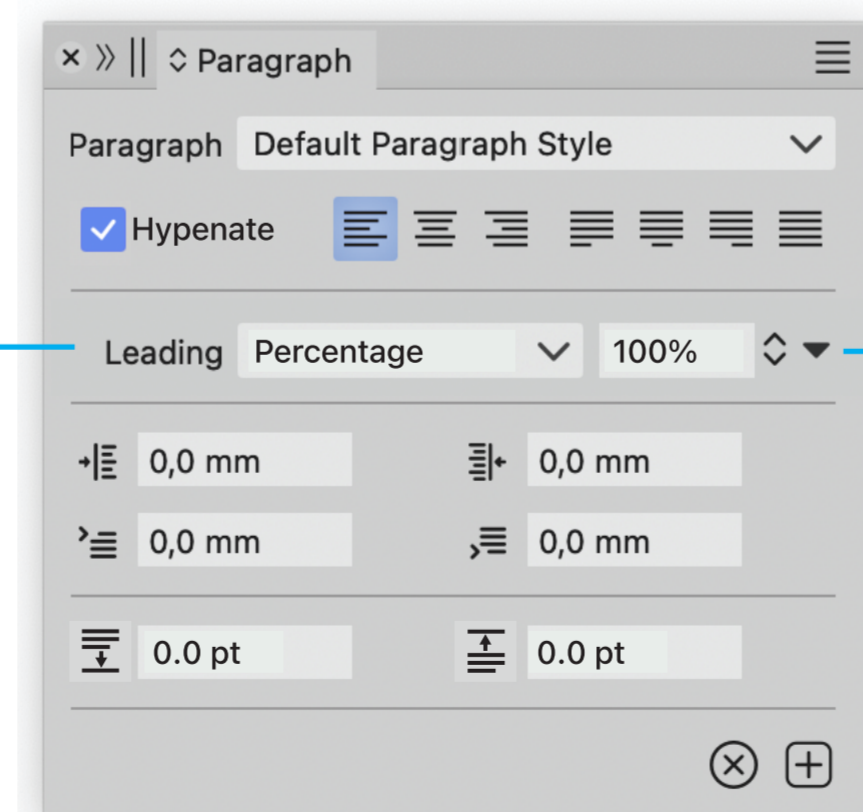 Paragraph
Paragraph Default Paragraph Style
Hypenate
Leading Percentage 100%
0,0 mm 0,0 mm
0,0 mm 0,0 mm
0.0 pt 0.0 pt